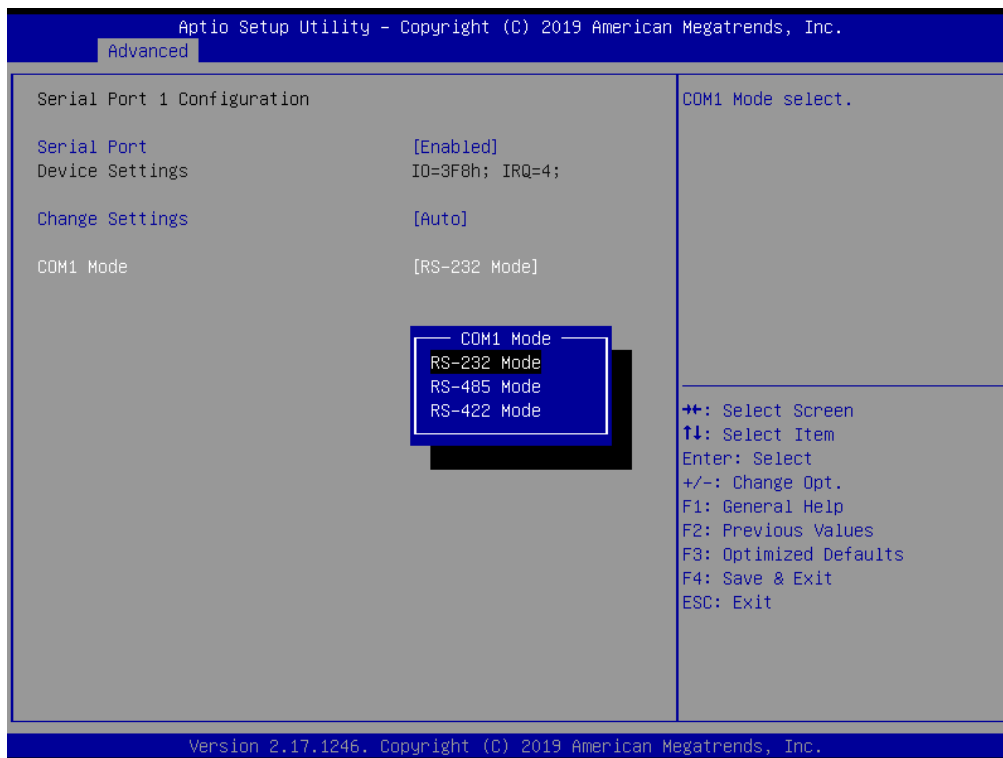 Aptio Setup Utility – Copyright (C) 2019 American Megatrends, Inc.
Advanced
Serial Port 1 Configuration
Serial Port [Enabled]
Device Settings IO=3F8h; IRQ=4;
Change Settings [Auto]
COM1 Mode [RS-232 Mode]
COM1 Mode
RS-232 Mode
RS-485 Mode
RS-422 Mode
COM1 Mode select.
→←: Select Screen
↑↓: Select Item
Enter: Select
+/-: Change Opt.
F1: General Help
F2: Previous Values
F3: Optimized Defaults
F4: Save & Exit
ESC: Exit
Version 2.17.1246. Copyright (C) 2019 American Megatrends, Inc.